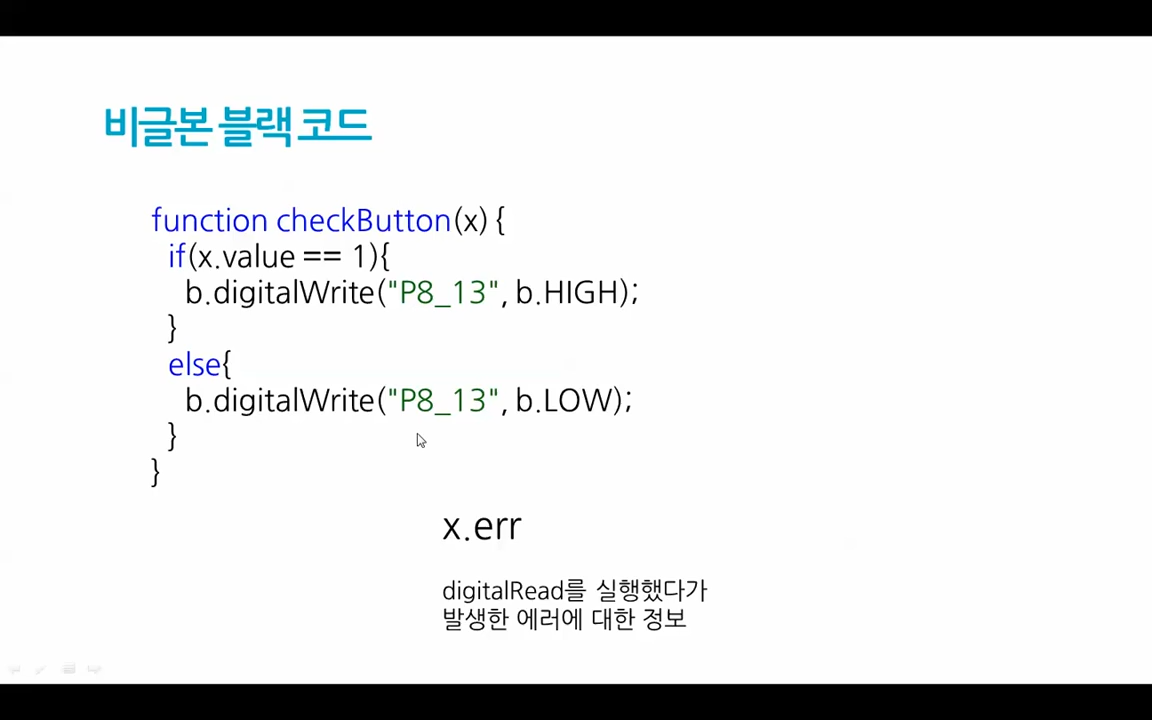 비글본 블랙 코드
function checkButton(x) {
if(x.value == 1){
b.digitalWrite("P8_13", b.HIGH);
}
else{
b.digitalWrite("P8_13", b.LOW);
}
}
x.err
digitalRead를 실행했다가
발생한 에러에 대한 정보